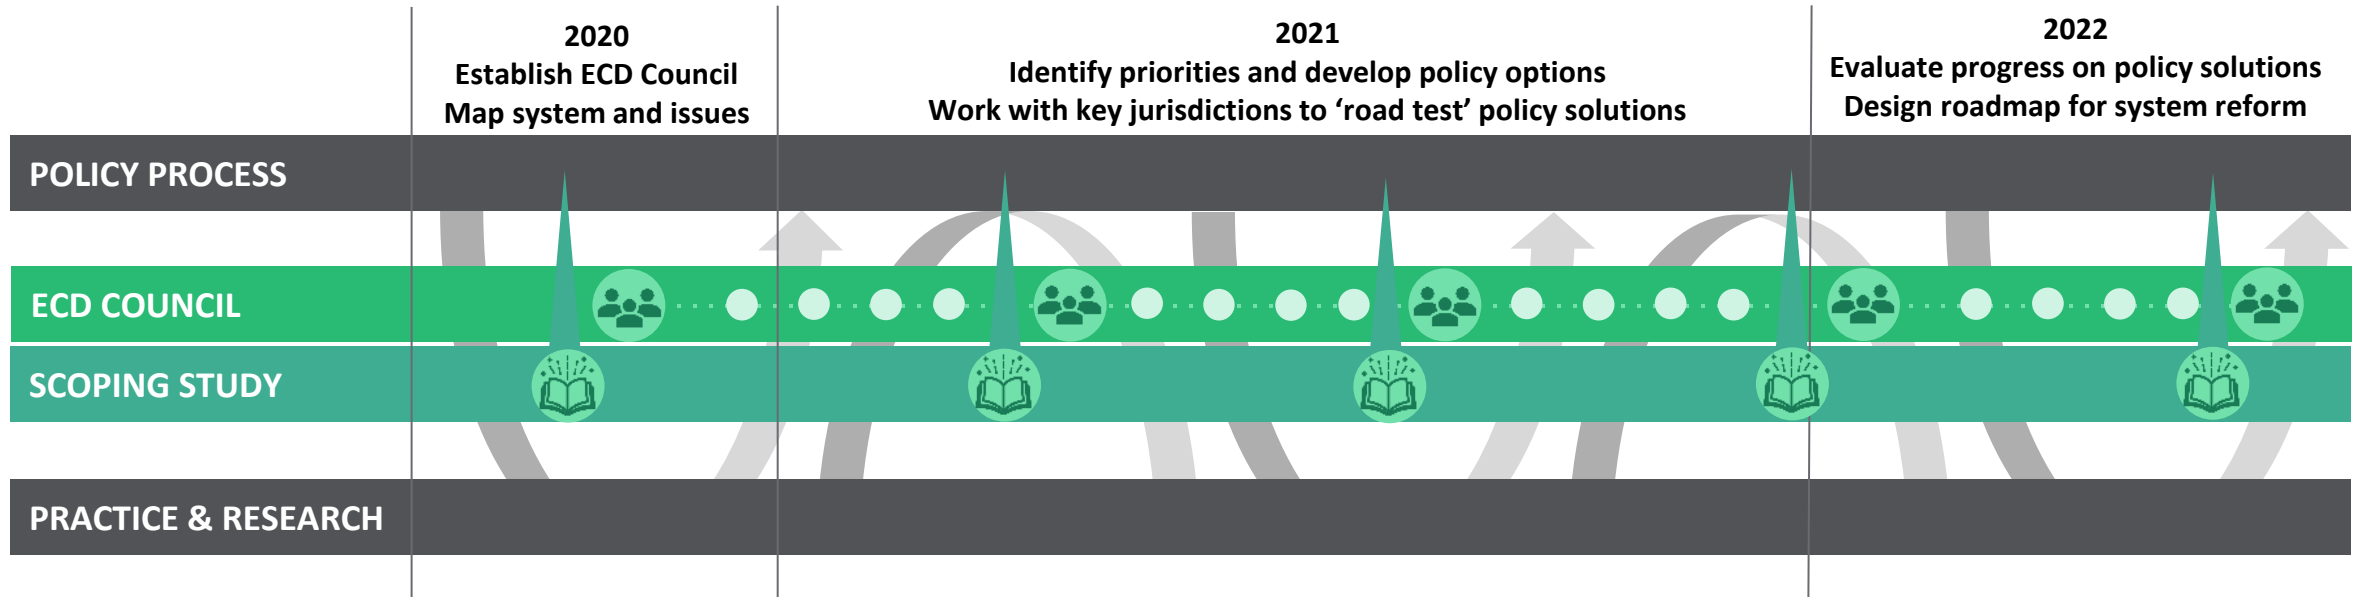 2020
Establish ECD Council
Map system and issues
2021
Identify priorities and develop policy options
Work with key jurisdictions to ‘road test’ policy solutions
2022
Evaluate progress on policy solutions
Design roadmap for system reform
POLICY PROCESS
ECD COUNCIL
SCOPING STUDY
PRACTICE & RESEARCH